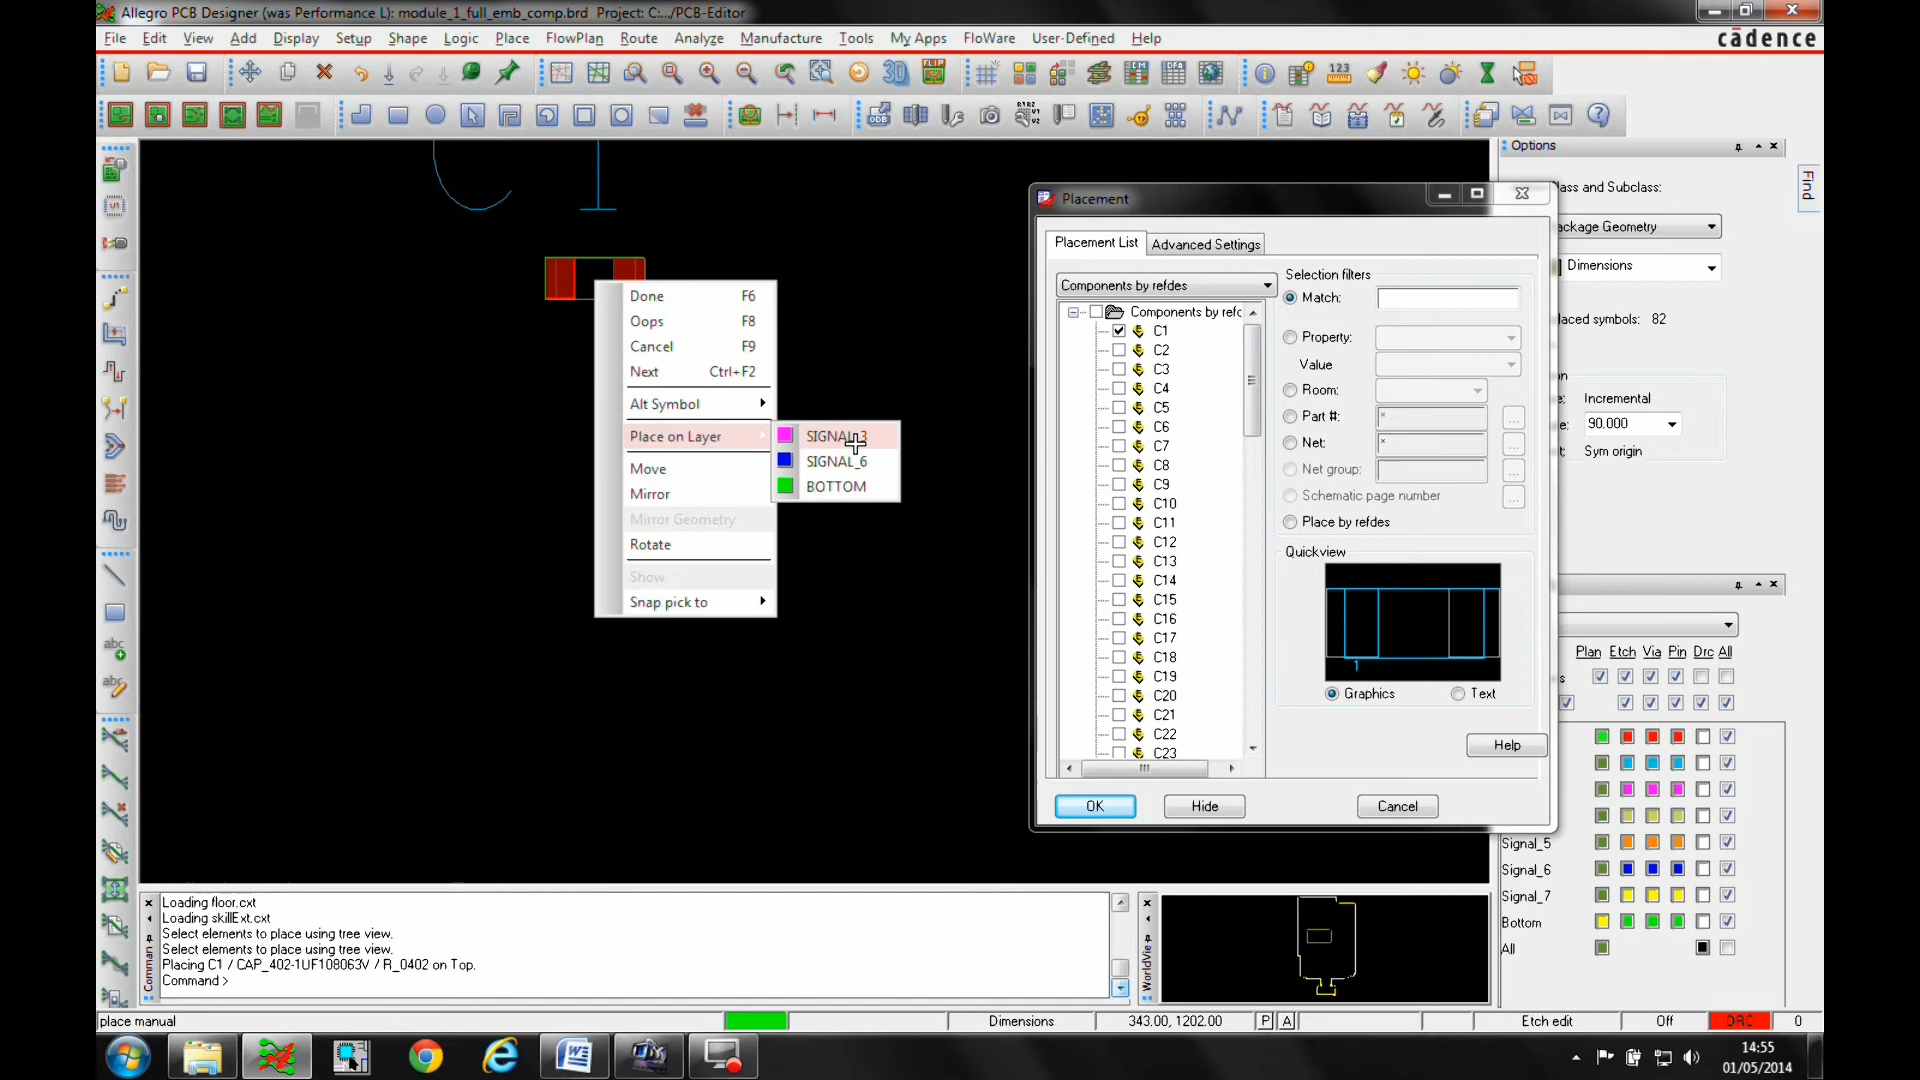 Allegro PCB Designer (was Performance L): module_1_full_emb_comp.brd  Project: C:.../PCB-Editor
File Edit View Add Display Setup Shape Logic Place FlowPlan Route Analyze Manufacture Tools My Apps FloWare User-Defined Help
cādence
Options
Find
Placement
Placement List
Advanced Settings
Components by refdes
Components by refc
C1
C2
C3
C4
C5
C6
C7
C8
C9
C10
C11
C12
C13
C14
C15
C16
C17
C18
C19
C20
C21
C22
C23
Selection filters
Match:
Property:
Value
Room:
Part #: *
Net: *
Net group:
Schematic page number
Place by refdes
Quickview
1
Graphics
Text
Help
OK
Hide
Cancel
Done F6
Oops F8
Cancel F9
Next Ctrl+F2
Alt Symbol
Place on Layer
Move
Mirror
Mirror Geometry
Rotate
Show
Snap pick to
SIGNAL_3
SIGNAL_6
BOTTOM
ass and Subclass:
ackage Geometry
Dimensions
aced symbols: 82
Incremental
90.000
Sym origin
Plan Etch Via Pin Drc All
Signal_5
Signal_6
Signal_7
Bottom
All
Loading floor.cxt
Loading skillExt.cxt
Select elements to place using tree view.
Select elements to place using tree view.
Placing C1 / CAP_402-1UF108063V / R_0402 on Top.
Command >
Comman
WorldVie
place manual
Dimensions
343.00, 1202.00
P
A
Etch edit
Off
DRC
0
14:55
01/05/2014